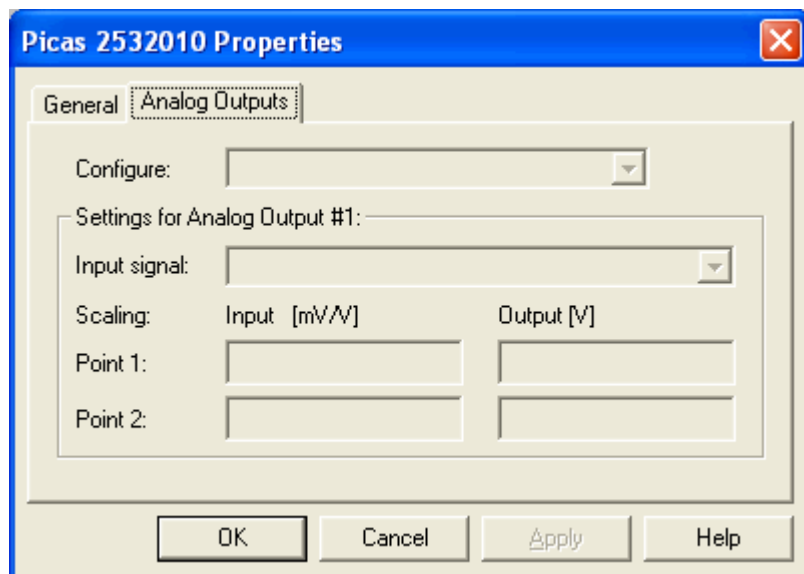 Picas 2532010 Properties
General Analog Outputs
Configure:
Settings for Analog Output #1:
Input signal:
Scaling: Input [mV/V] Output [V]
Point 1:
Point 2:
OK Cancel Apply Help